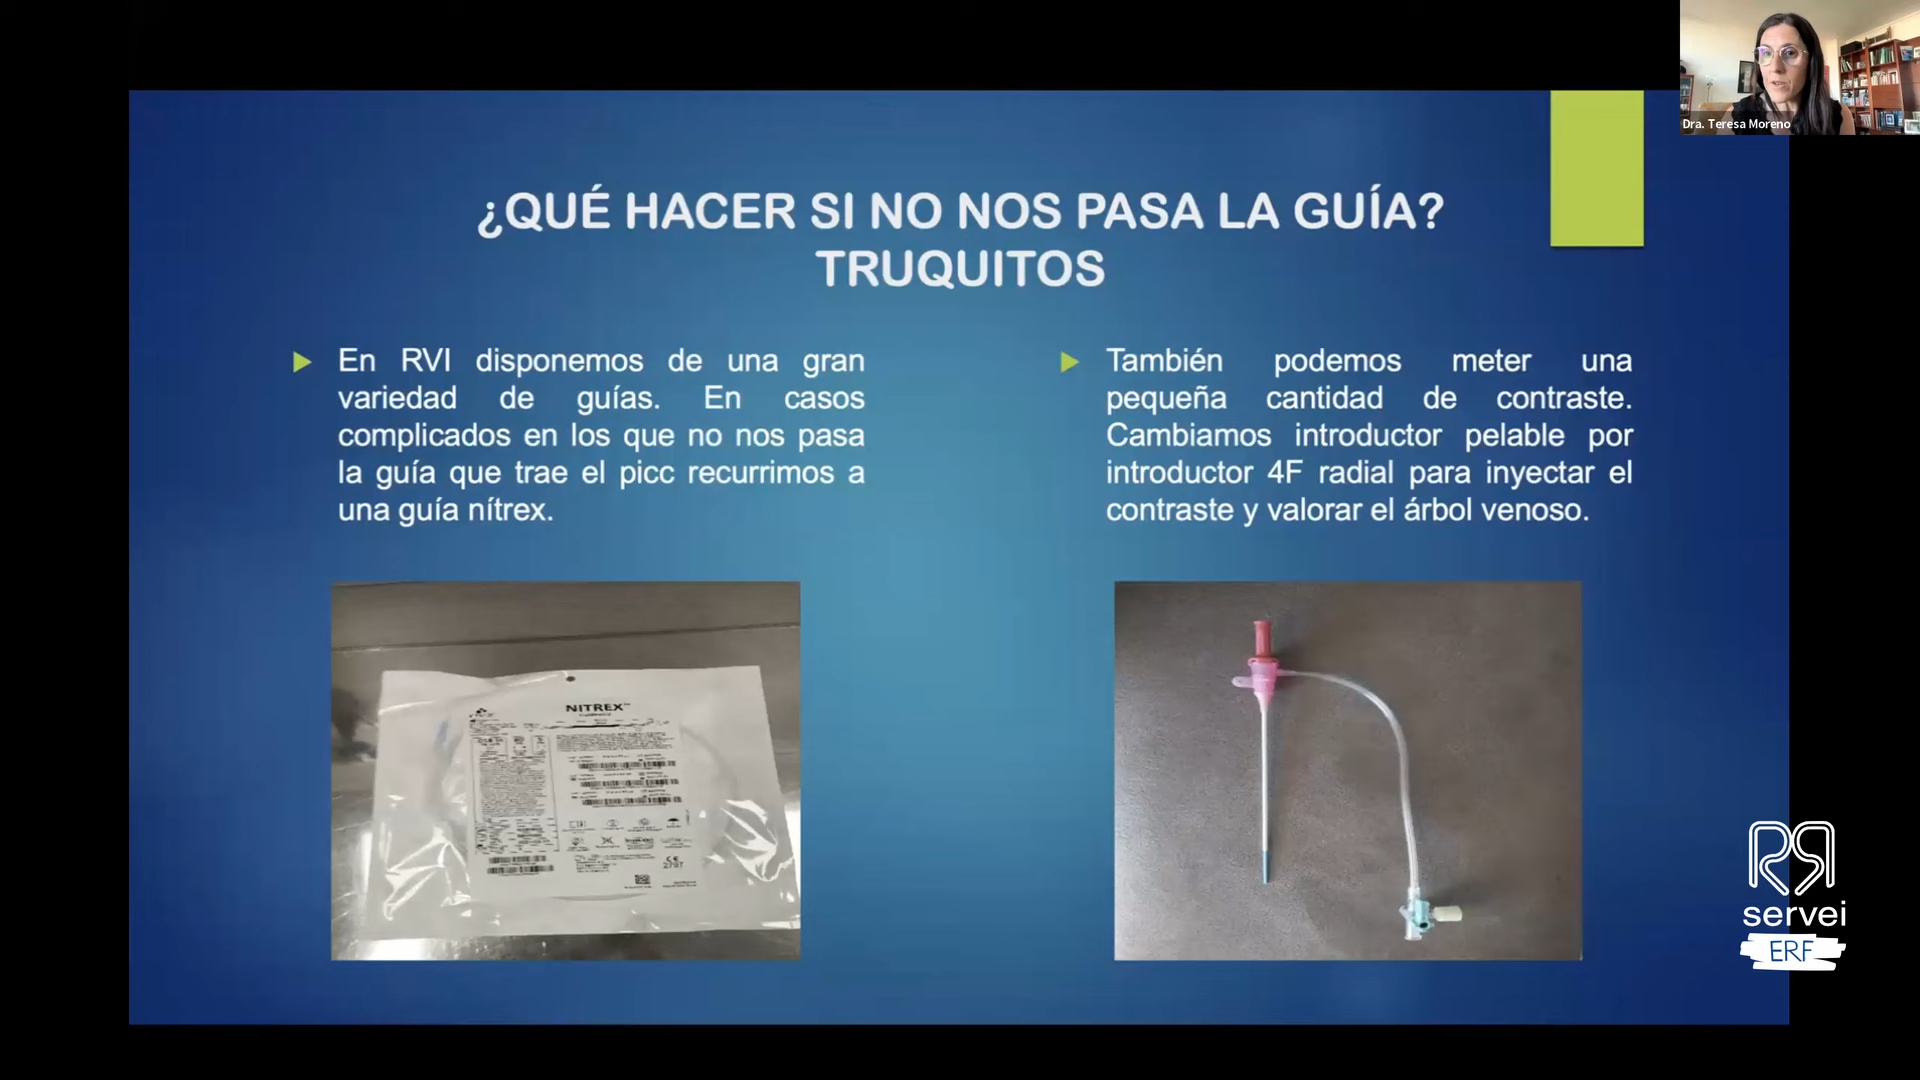 Dra. Teresa Moreno
¿QUÉ HACER SI NO NOS PASA LA GUÍA?
TRUQUITOS
En RVI disponemos de una gran
variedad de guías. En casos
complicados en los que no nos pasa
la guía que trae el picc recurrimos a
una guía nítrex.
También podemos meter una
pequeña cantidad de contraste.
Cambiamos introductor pelable por
introductor 4F radial para inyectar el
contraste y valorar el árbol venoso.
NITREX™
2797
servei
ERF